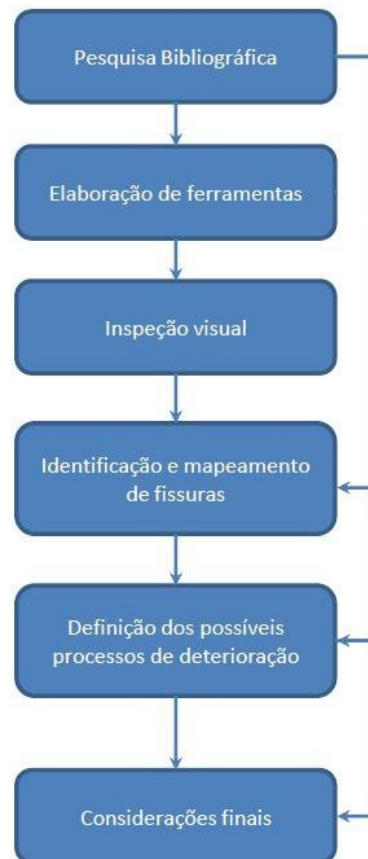 Pesquisa Bibliográfica
Elaboração de ferramentas
Inspeção visual
Identificação e mapeamento
de fissuras
Definição dos possíveis
processos de deterioração
Considerações finais